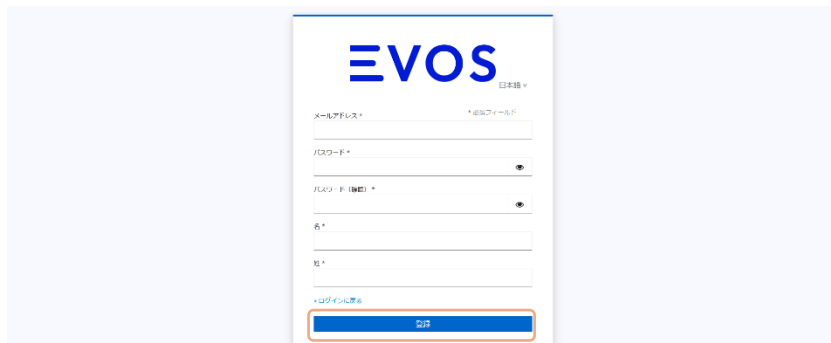 EVOS
日本語
* 必須フィールド
メールアドレス *
パスワード *
パスワード (確認) *
名 *
姓 *
« ログインに戻る
登録